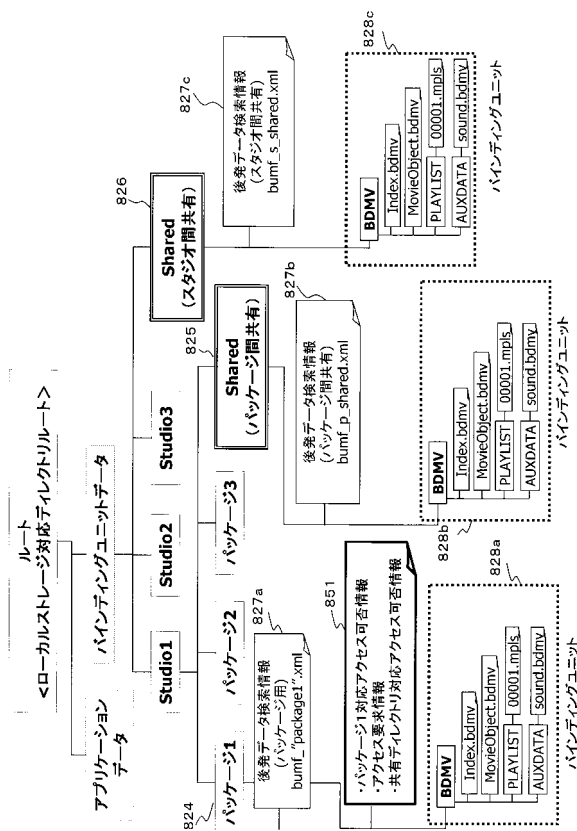 ルート
<ローカルストレージ対応ディレクトリルート>
アプリケーション
データ
バインディングユニットデータ
Studio1
Studio2
Studio3
826
Shared
(スタジオ間共有)
827c
後発データ検索情報
(スタジオ間共有)
bumf_s_shared.xml
824
パッケージ1
パッケージ2
パッケージ3
825
Shared
(パッケージ間共有)
827a
後発データ検索情報
(パッケージ用)
bumf_"package1".xml
827b
後発データ検索情報
(パッケージ間共有)
bumf_p_shared.xml
851
・パッケージ1対応アクセス可否情報
・アクセス要求情報
・共有ディレクトリ対応アクセス可否情報
828a
BDMV
Index.bdmv
MovieObject.bdmv
PLAYLIST
00001.mpls
AUXDATA
sound.bdmv
バインディングユニット
828b
BDMV
Index.bdmv
MovieObject.bdmv
PLAYLIST
00001.mpls
AUXDATA
sound.bdmv
バインディングユニット
828c
BDMV
Index.bdmv
MovieObject.bdmv
PLAYLIST
00001.mpls
AUXDATA
sound.bdmv
バインディングユニット